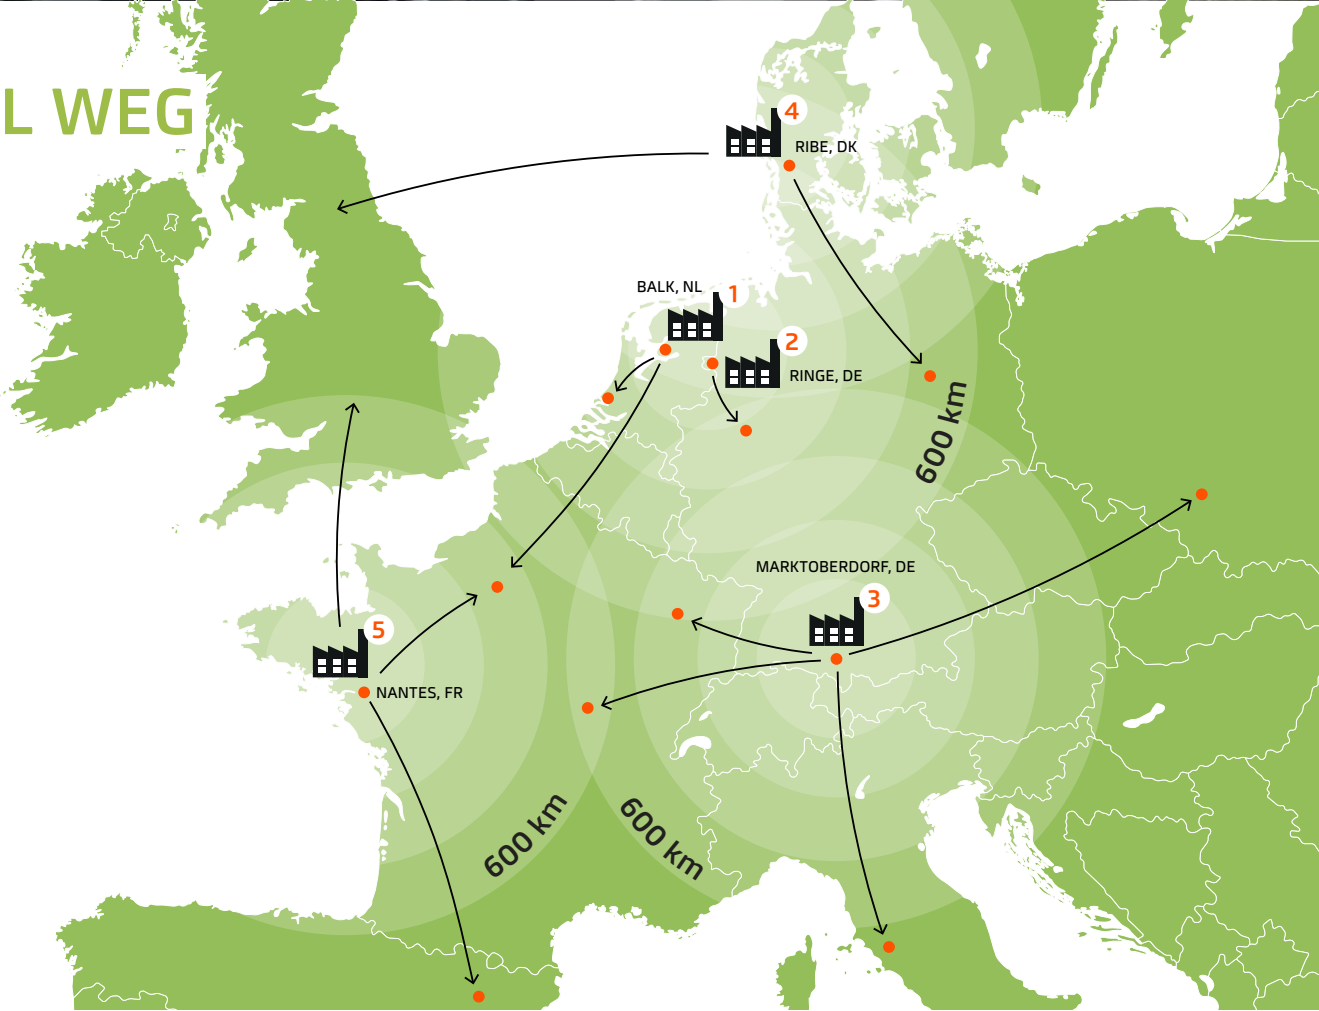 L WEG
4
RIBE, DK
BALK, NL
1
2
RINGE, DE
600 km
MARKTOBERDORF, DE
3
5
NANTES, FR
600 km
600 km